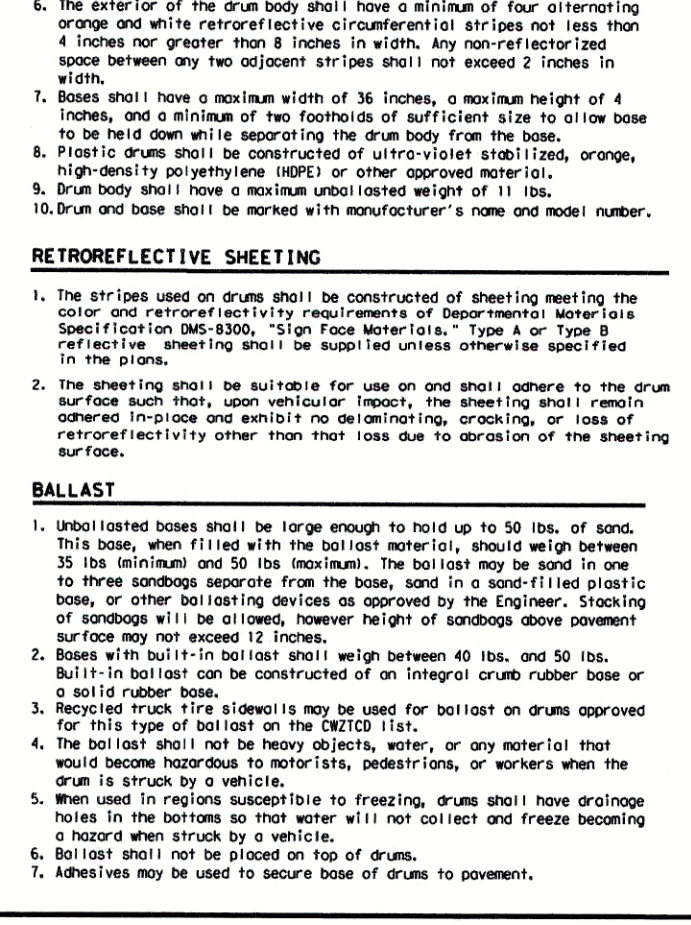 6. The exterior of the drum body shall have a minimum of four alternating
orange and white retroreflective circumferential stripes not less than
4 inches nor greater than 8 inches in width. Any non-reflectorized
space between any two adjacent stripes shall not exceed 2 inches in
width.
7. Bases shall have a maximum width of 36 inches, a maximum height of 4
inches, and a minimum of two footholds of sufficient size to allow base
to be held down while separating the drum body from the base.
8. Plastic drums shall be constructed of ultra-violet stabilized, orange,
high-density polyethylene (HDPE) or other approved material.
9. Drum body shall have a maximum unballasted weight of 11 lbs.
10. Drum and base shall be marked with manufacturer's name and model number.
RETROREFLECTIVE SHEETING
1. The stripes used on drums shall be constructed of sheeting meeting the
color and retroreflectivity requirements of Departmental Materials
Specification DMS-8300, "Sign Face Materials." Type A or Type B
reflective sheeting shall be supplied unless otherwise specified
in the plans.
2. The sheeting shall be suitable for use on and shall adhere to the drum
surface such that, upon vehicular impact, the sheeting shall remain
adhered in-place and exhibit no delaminating, cracking, or loss of
retroreflectivity other than that loss due to abrasion of the sheeting
surface.
BALLAST
1. Unballasted bases shall be large enough to hold up to 50 lbs. of sand.
This base, when filled with the ballast material, should weigh between
35 lbs (minimum) and 50 lbs (maximum). The ballast may be sand in one
to three sandbags separate from the base, sand in a sand-filled plastic
base, or other ballasting devices as approved by the Engineer. Stacking
of sandbags will be allowed, however height of sandbags above pavement
surface may not exceed 12 inches.
2. Bases with built-in ballast shall weigh between 40 lbs. and 50 lbs.
Built-in ballast can be constructed of an integral crumb rubber base or
a solid rubber base.
3. Recycled truck tire sidewalls may be used for ballast on drums approved
for this type of ballast on the CWZTCD list.
4. The ballast shall not be heavy objects, water, or any material that
would become hazardous to motorists, pedestrians, or workers when the
drum is struck by a vehicle.
5. When used in regions susceptible to freezing, drums shall have drainage
holes in the bottoms so that water will not collect and freeze becoming
a hazard when struck by a vehicle.
6. Ballast shall not be placed on top of drums.
7. Adhesives may be used to secure base of drums to pavement.